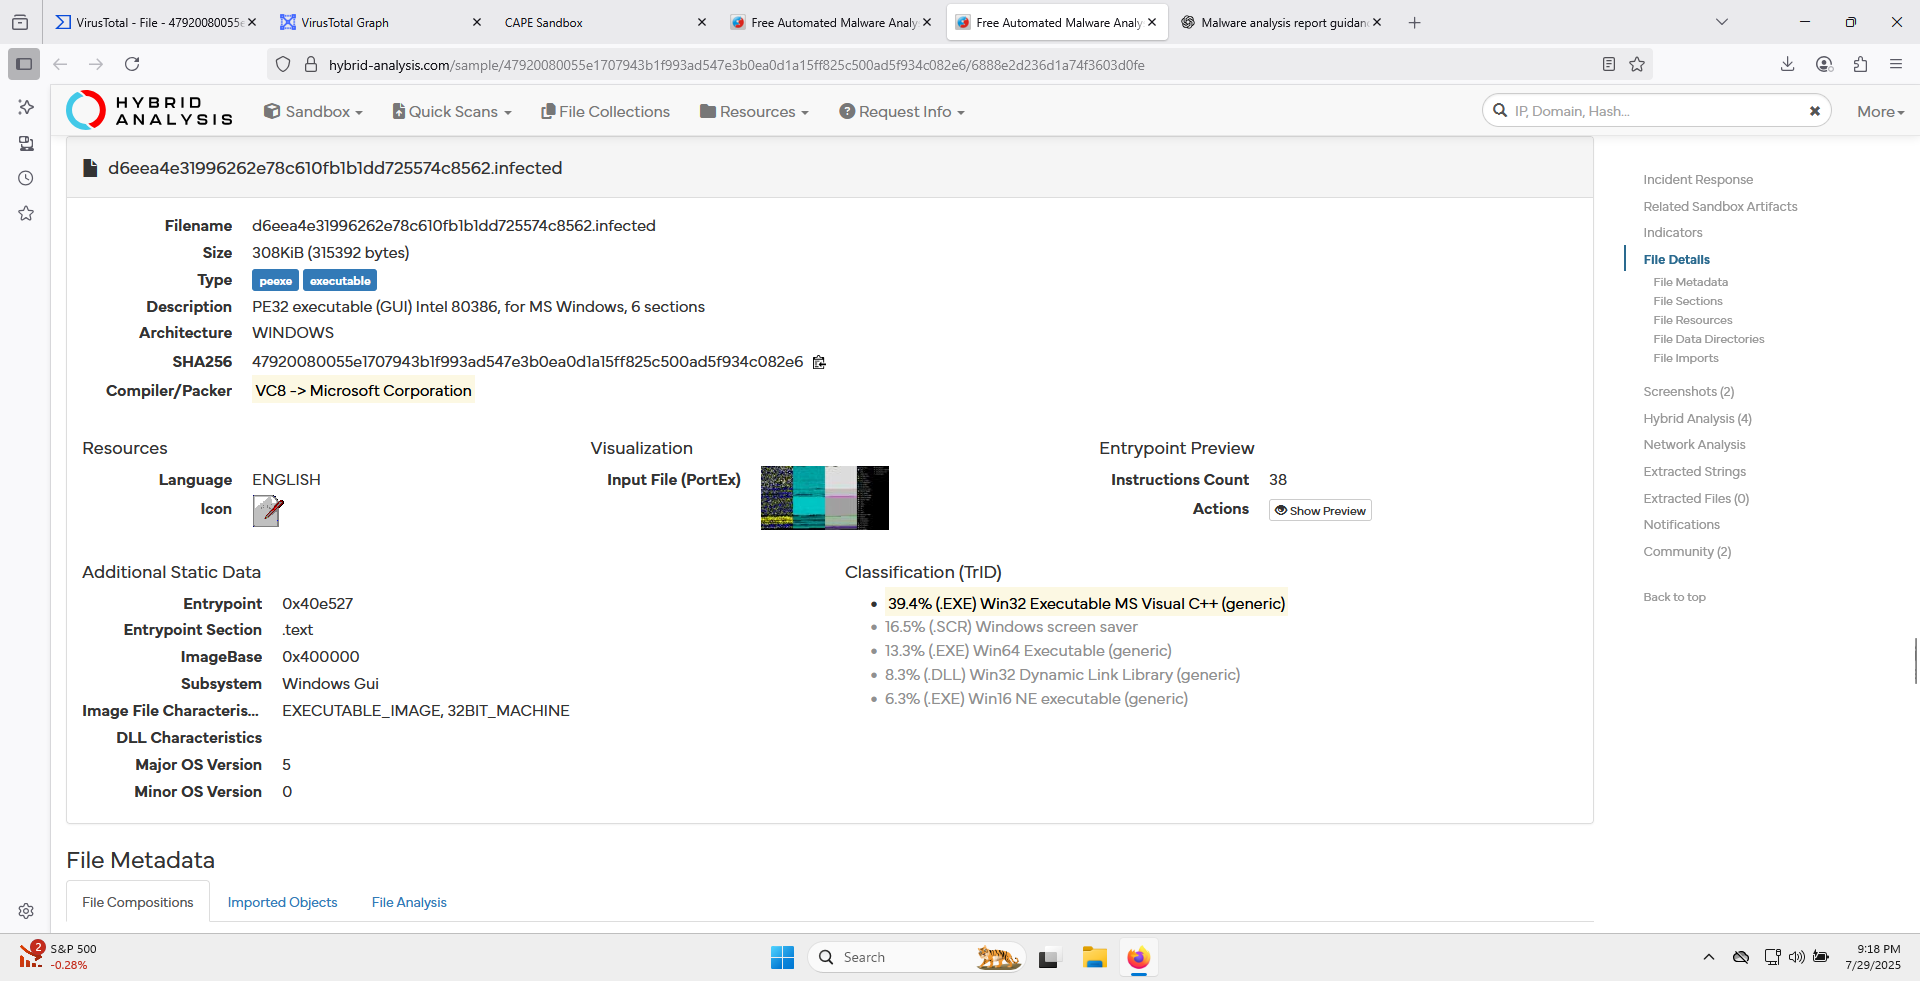 VirusTotal - File - 47920080055e
VirusTotal Graph
CAPE Sandbox
Free Automated Malware Analy
Free Automated Malware Analy
Malware analysis report guidan
hybrid-analysis.com/sample/47920080055e1707943b1f993ad547e3b0ea0d1a15ff825c500ad5f934c082e6/6888e2d236d1a74f3603d0fe
HYBRID
ANALYSIS
Sandbox
Quick Scans
File Collections
Resources
Request Info
IP, Domain, Hash...
More
d6eea4e31996262e78c610fb1b1dd725574c8562.infected
Filename d6eea4e31996262e78c610fb1b1dd725574c8562.infected
Size 308KiB (315392 bytes)
Type peexe executable
Description PE32 executable (GUI) Intel 80386, for MS Windows, 6 sections
Architecture WINDOWS
SHA256 47920080055e1707943b1f993ad547e3b0ea0d1a15ff825c500ad5f934c082e6
Compiler/Packer VC8 -> Microsoft Corporation
Resources
Language ENGLISH
Icon
Visualization
Input File (PortEx)
Entrypoint Preview
Instructions Count 38
Actions Show Preview
Additional Static Data
Entrypoint 0x40e527
Entrypoint Section .text
ImageBase 0x400000
Subsystem Windows Gui
Image File Characteris... EXECUTABLE_IMAGE, 32BIT_MACHINE
DLL Characteristics
Major OS Version 5
Minor OS Version 0
Classification (TrID)
39.4% (.EXE) Win32 Executable MS Visual C++ (generic)
16.5% (.SCR) Windows screen saver
13.3% (.EXE) Win64 Executable (generic)
8.3% (.DLL) Win32 Dynamic Link Library (generic)
6.3% (.EXE) Win16 NE executable (generic)
File Metadata
File Compositions
Imported Objects
File Analysis
Incident Response
Related Sandbox Artifacts
Indicators
File Details
File Metadata
File Sections
File Resources
File Data Directories
File Imports
Screenshots (2)
Hybrid Analysis (4)
Network Analysis
Extracted Strings
Extracted Files (0)
Notifications
Community (2)
Back to top
2
S&P 500
-0.28%
Search
9:18 PM
7/29/2025